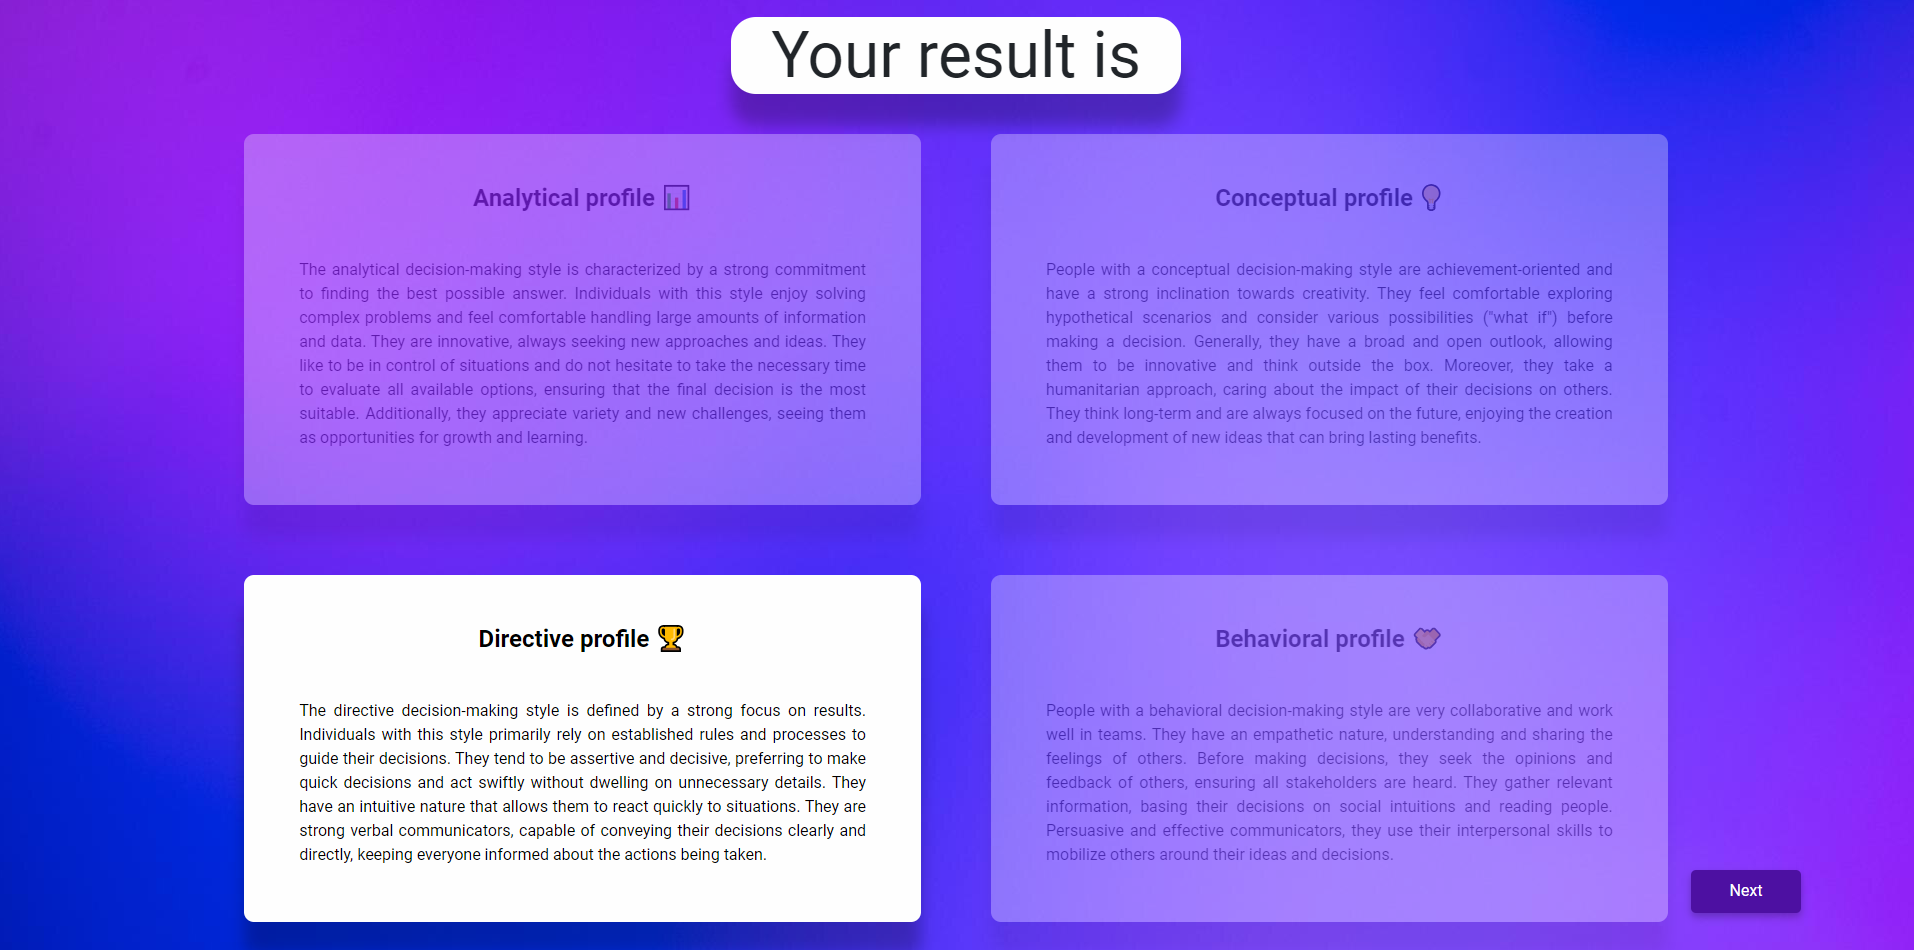 Your result is
Analytical profile
The analytical decision-making style is characterized by a strong commitment
to finding the best possible answer. Individuals with this style enjoy solving
complex problems and feel comfortable handling large amounts of information
and data. They are innovative, always seeking new approaches and ideas. They
like to be in control of situations and do not hesitate to take the necessary time
to evaluate all available options, ensuring that the final decision is the most
suitable. Additionally, they appreciate variety and new challenges, seeing them
as opportunities for growth and learning.
Conceptual profile
People with a conceptual decision-making style are achievement-oriented and
have a strong inclination towards creativity. They feel comfortable exploring
hypothetical scenarios and consider various possibilities ("what if") before
making a decision. Generally, they have a broad and open outlook, allowing
them to be innovative and think outside the box. Moreover, they take a
humanitarian approach, caring about the impact of their decisions on others.
They think long-term and are always focused on the future, enjoying the creation
and development of new ideas that can bring lasting benefits.
Directive profile
The directive decision-making style is defined by a strong focus on results.
Individuals with this style primarily rely on established rules and processes to
guide their decisions. They tend to be assertive and decisive, preferring to make
quick decisions and act swiftly without dwelling on unnecessary details. They
have an intuitive nature that allows them to react quickly to situations. They are
strong verbal communicators, capable of conveying their decisions clearly and
directly, keeping everyone informed about the actions being taken.
Behavioral profile
People with a behavioral decision-making style are very collaborative and work
well in teams. They have an empathetic nature, understanding and sharing the
feelings of others. Before making decisions, they seek the opinions and
feedback of others, ensuring all stakeholders are heard. They gather relevant
information, basing their decisions on social intuitions and reading people.
Persuasive and effective communicators, they use their interpersonal skills to
mobilize others around their ideas and decisions.
Next